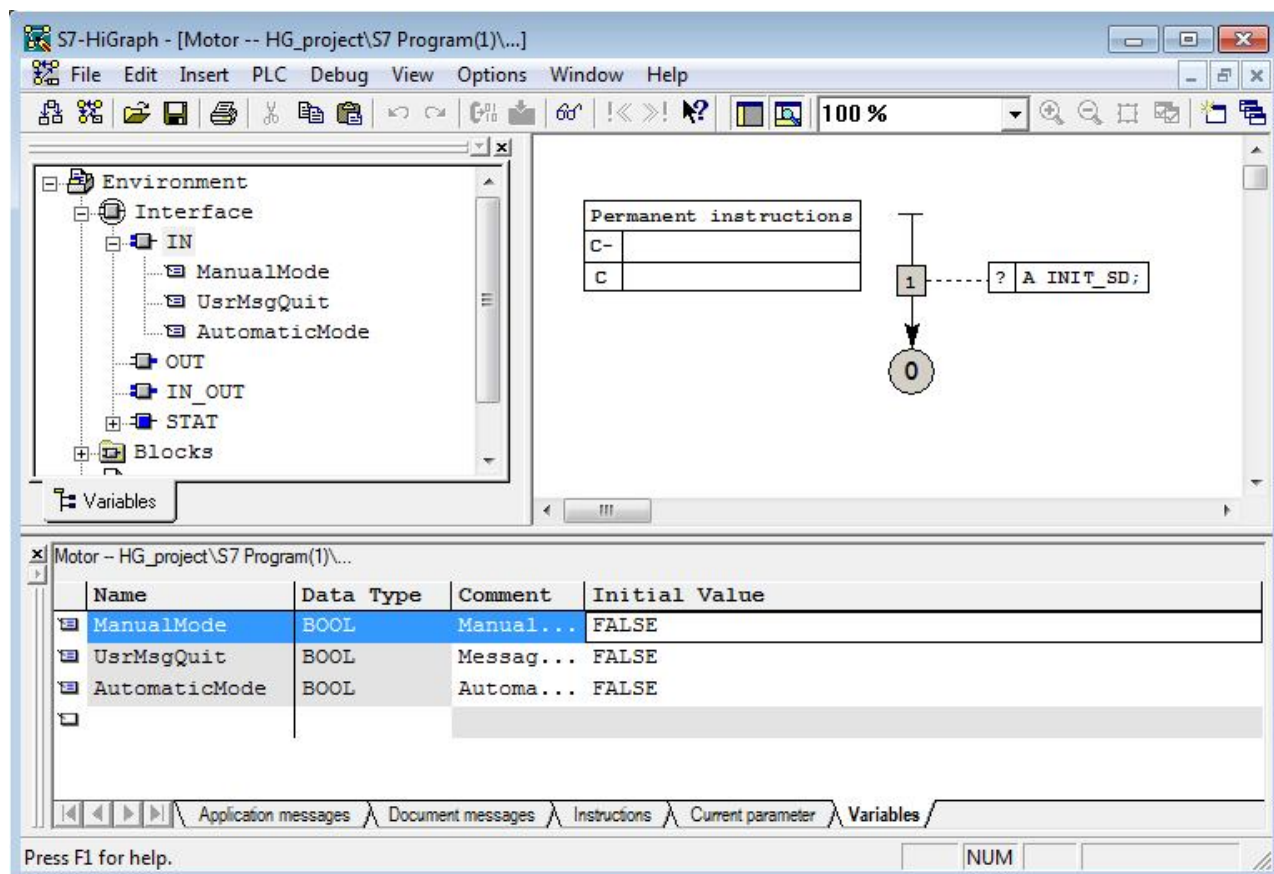 S7-HiGraph - [Motor -- HG_project\S7 Program(1)\...]
File Edit Insert PLC Debug View Options Window Help
100 %
Environment
Interface
IN
ManualMode
UsrMsgQuit
AutomaticMode
OUT
IN_OUT
STAT
Blocks
Variables
Permanent instructions
C-
C
1
? A INIT_SD;
0
Motor -- HG_project\S7 Program(1)\...
Name Data Type Comment Initial Value
ManualMode BOOL Manual... FALSE
UsrMsgQuit BOOL Messag... FALSE
AutomaticMode BOOL Automa... FALSE
Application messages Document messages Instructions Current parameter Variables
Press F1 for help. NUM